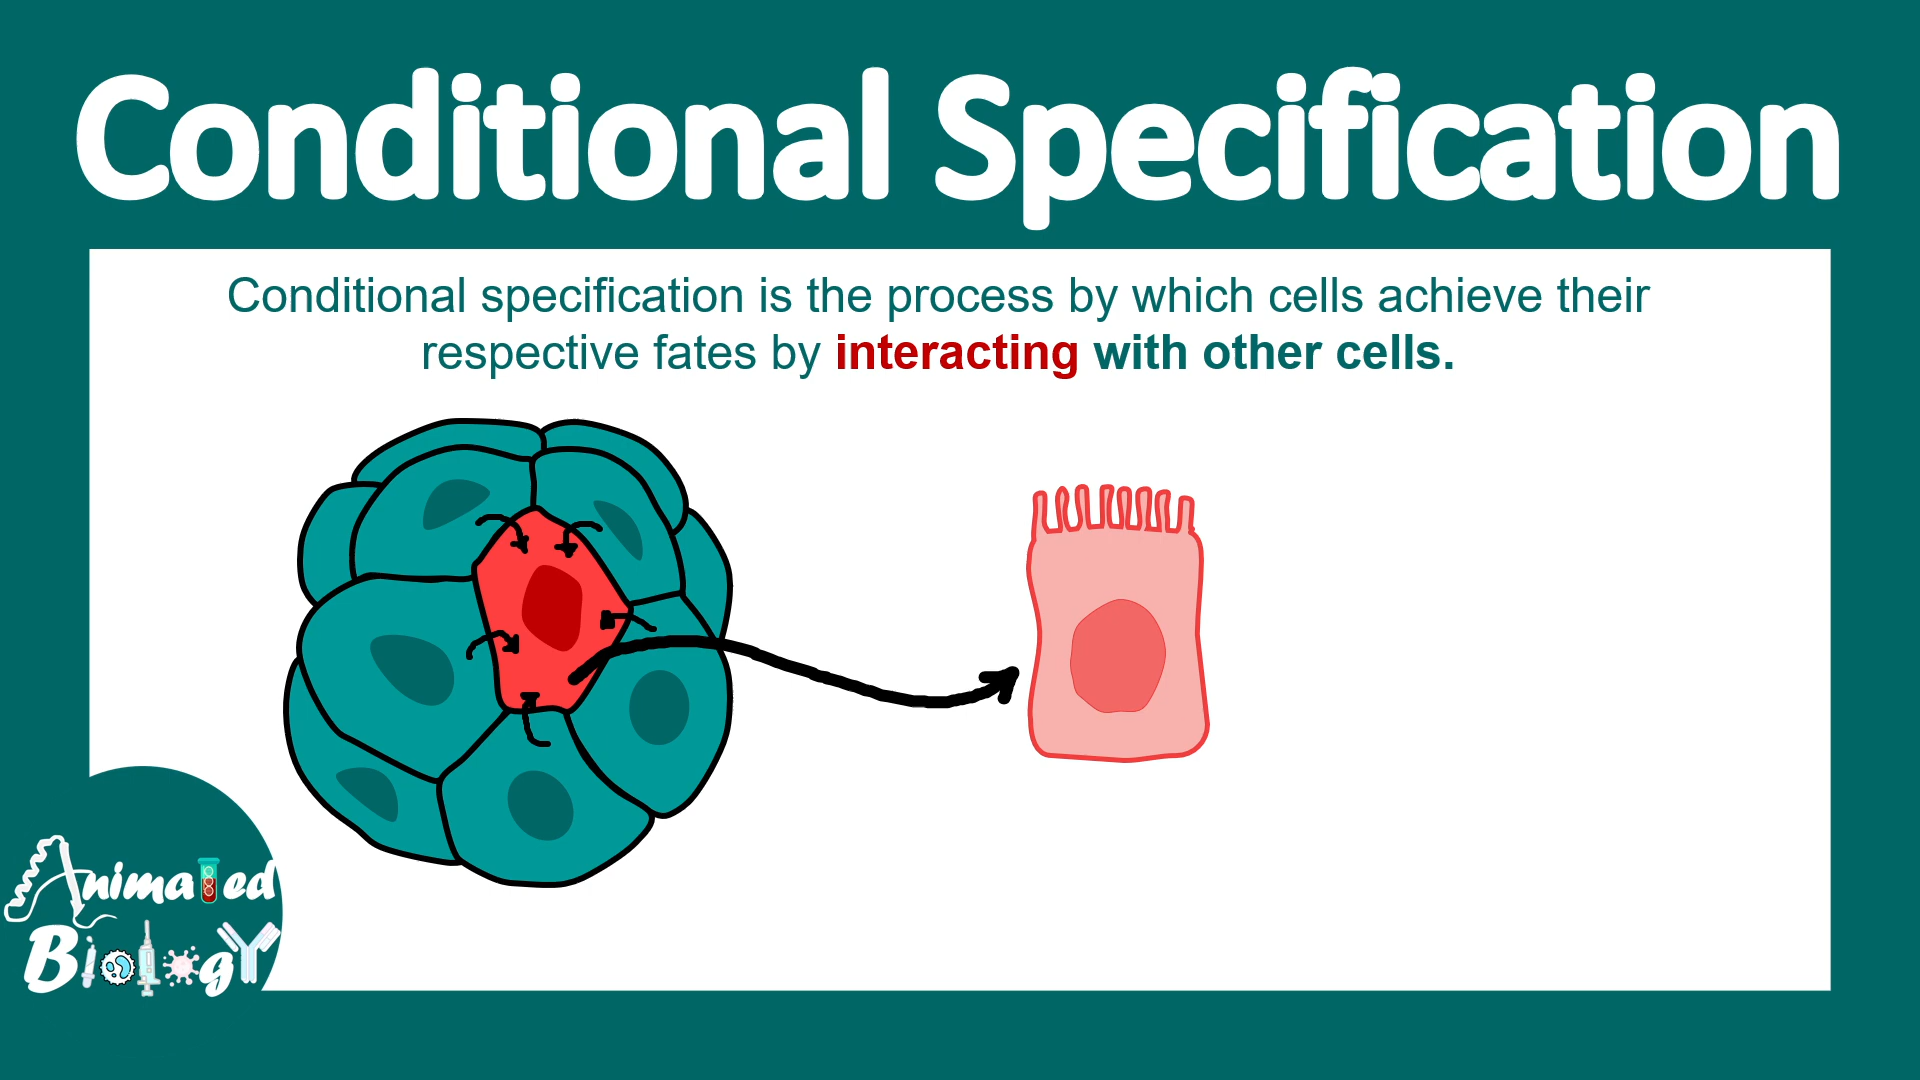 Conditional Specification
Conditional specification is the process by which cells achieve their
respective fates by interacting with other cells.
Animated
Biology